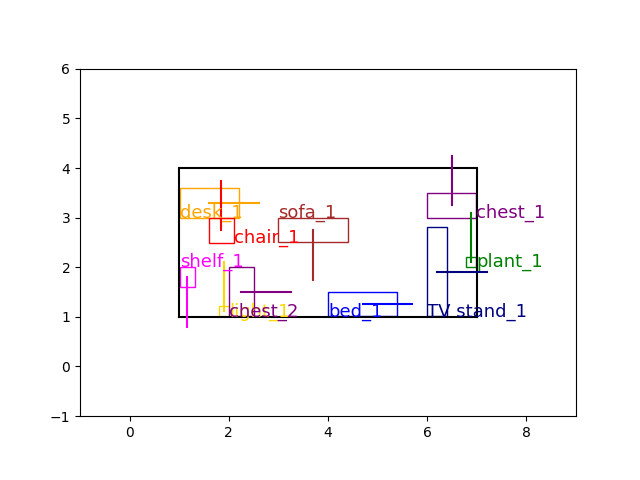 6
5
4
3
2
1
0
−1
desk_1
sofa_1
chest_1
chair_1
shelf_1
plant_1
light_1
chest_2
bed_1
TV stand_1
0
2
4
6
8